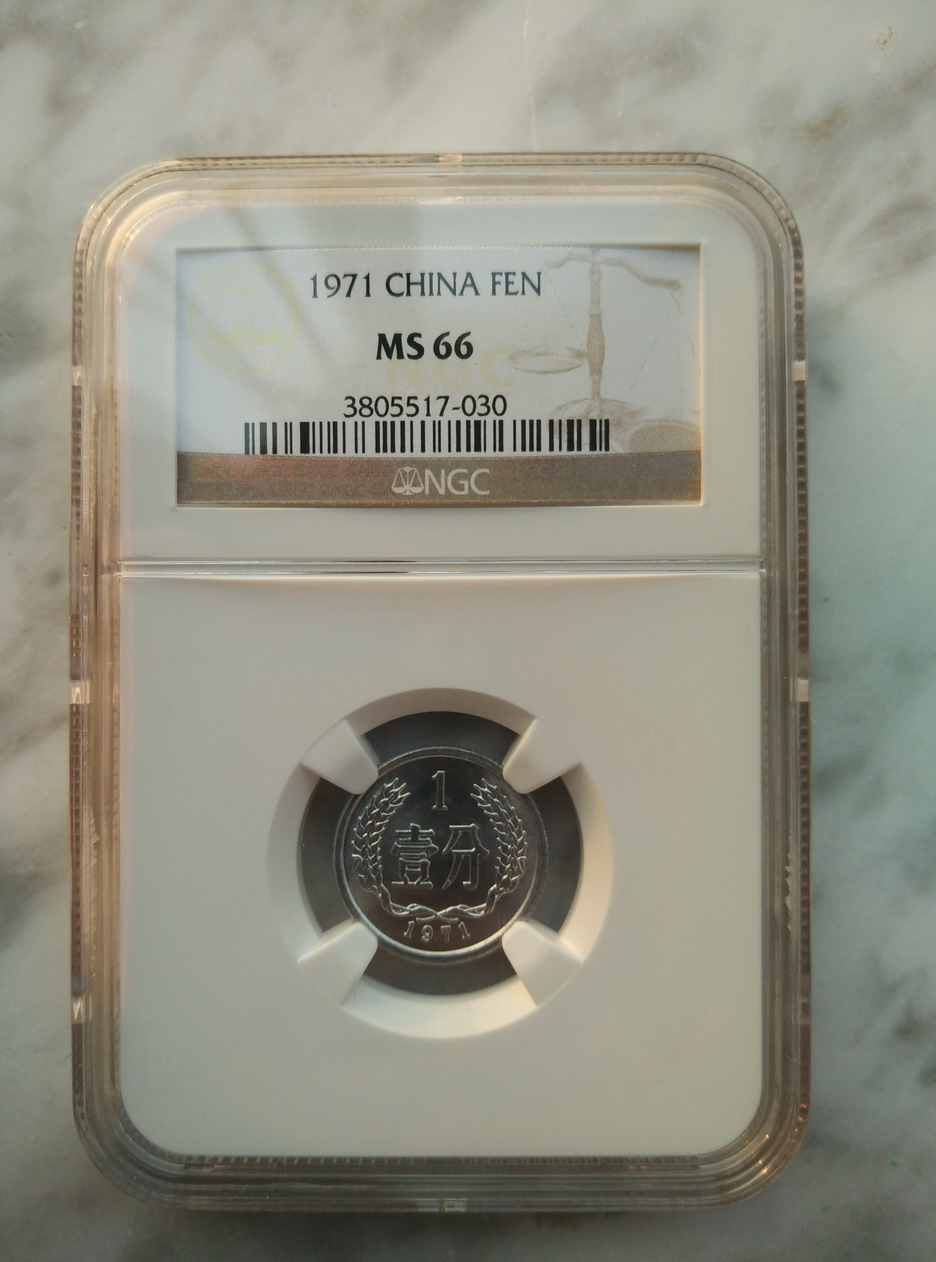 1971 CHINA FEN
MS 66
3805517-030
NGC
1
壹分
1971